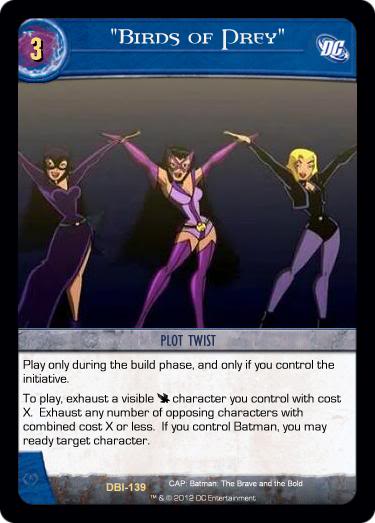 3
"Birds of Prey"
DC
PLOT TWIST
Play only during the build phase, and only if you control the
initiative.
To play, exhaust a visible character you control with cost
X. Exhaust any number of opposing characters with
combined cost X or less. If you control Batman, you may
ready target character.
DBI-139
CAP: Batman: The Brave and the Bold
™ & © 2012 DC Entertainment